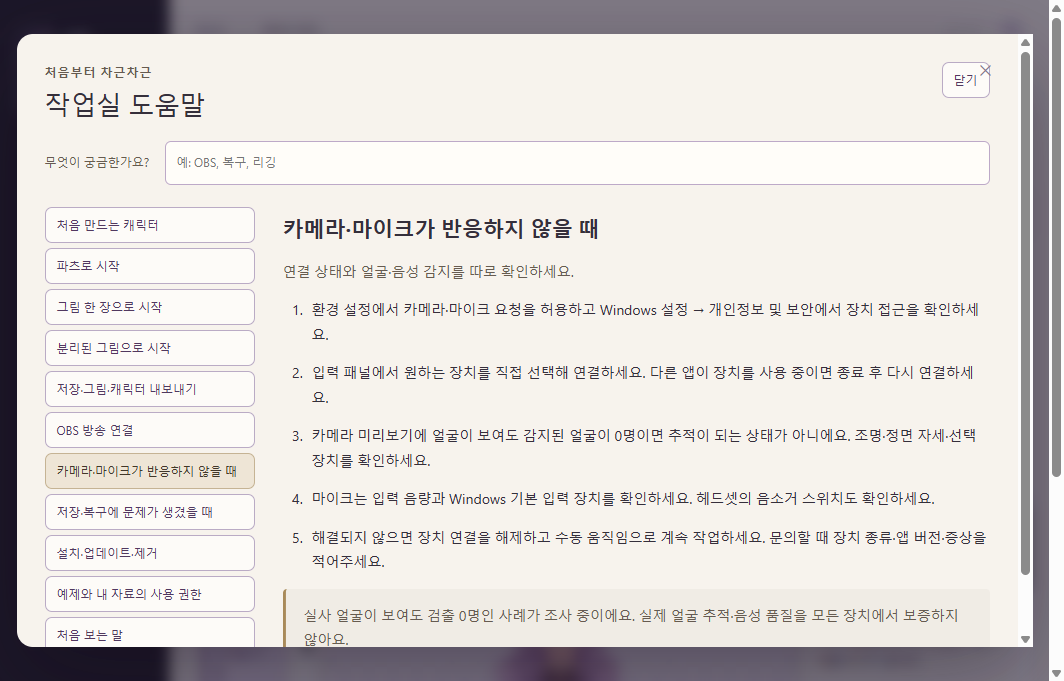 처음부터 차근차근
작업실 도움말
닫기
무엇이 궁금한가요?
예: OBS, 복구, 리깅
처음 만드는 캐릭터
파츠로 시작
그림 한 장으로 시작
분리된 그림으로 시작
저장·그림·캐릭터 내보내기
OBS 방송 연결
카메라·마이크가 반응하지 않을 때
저장·복구에 문제가 생겼을 때
설치·업데이트·제거
예제와 내 자료의 사용 권한
처음 보는 말
카메라·마이크가 반응하지 않을 때
연결 상태와 얼굴·음성 감지를 따로 확인하세요.
1. 환경 설정에서 카메라·마이크 요청을 허용하고 Windows 설정 → 개인정보 및 보안에서 장치 접근을 확인하세
요.
2. 입력 패널에서 원하는 장치를 직접 선택해 연결하세요. 다른 앱이 장치를 사용 중이면 종료 후 다시 연결하세
요.
3. 카메라 미리보기에 얼굴이 보여도 감지된 얼굴이 0명이면 추적이 되는 상태가 아니에요. 조명·정면 자세·선택
장치를 확인하세요.
4. 마이크는 입력 음량과 Windows 기본 입력 장치를 확인하세요. 헤드셋의 음소거 스위치도 확인하세요.
5. 해결되지 않으면 장치 연결을 해제하고 수동 움직임으로 계속 작업하세요. 문의할 때 장치 종류·앱 버전·증상을
적어주세요.
실사 얼굴이 보여도 검출 0명인 사례가 조사 중이에요. 실제 얼굴 추적·음성 품질을 모든 장치에서 보증하지
않아요.